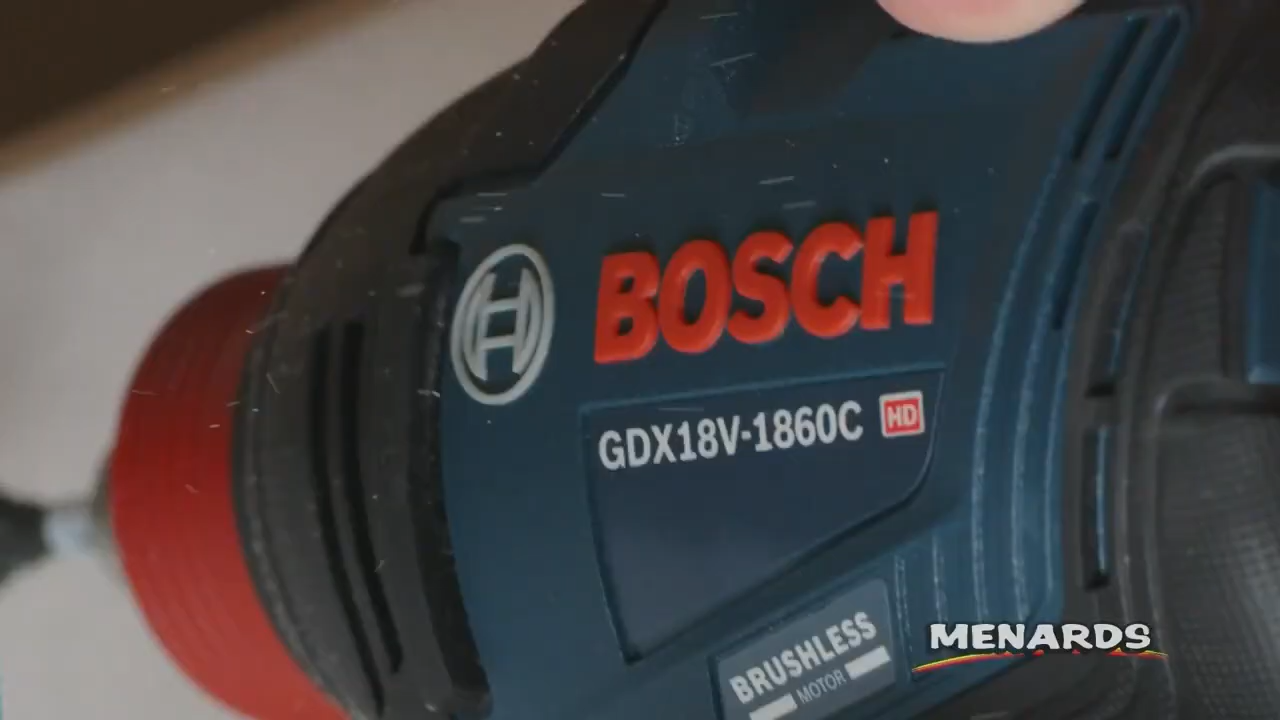 BOSCH
GDX18V-1860C HD
BRUSHLESS
MOTOR
MENARDS